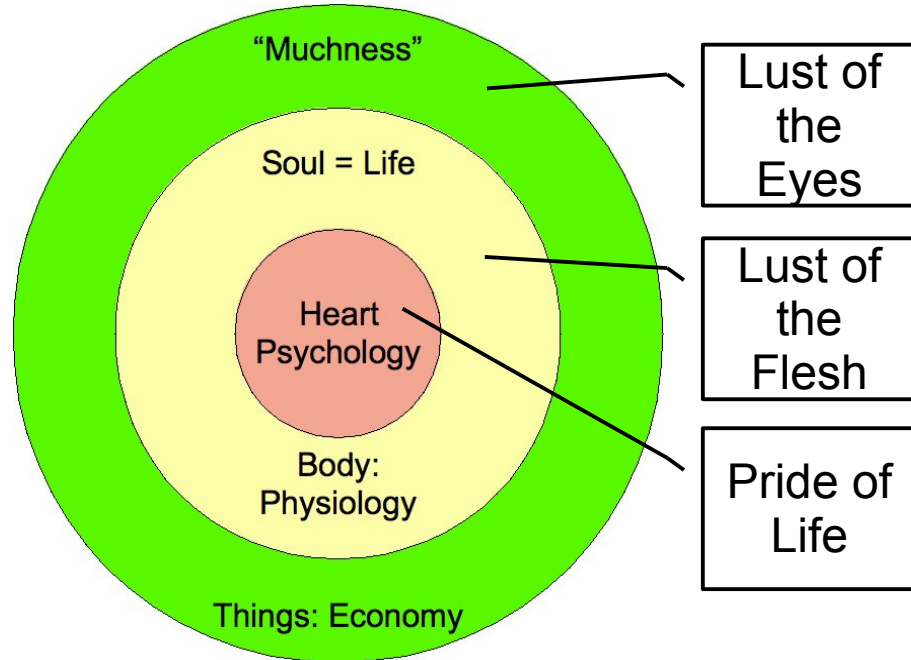 “Muchness”
Soul = Life
Heart
Psychology
Body:
Physiology
Things: Economy
Lust of
the
Eyes
Lust of
the
Flesh
Pride of
Life